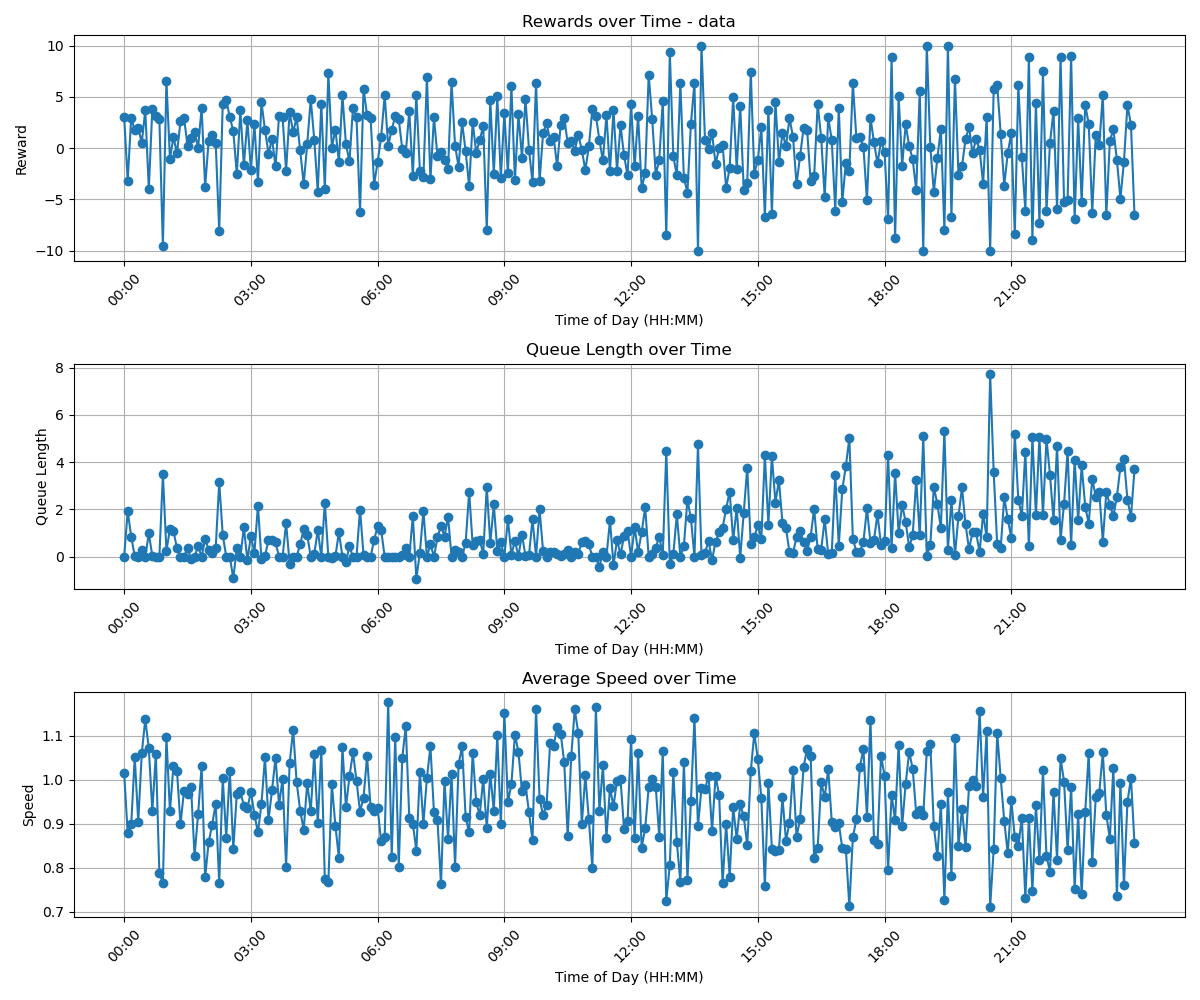 Rewards over Time - data
10
5
0
−5
−10
Reward
00:00 03:00 06:00 09:00 12:00 15:00 18:00 21:00
Time of Day (HH:MM)
Queue Length over Time
8
6
4
2
0
Queue Length
00:00 03:00 06:00 09:00 12:00 15:00 18:00 21:00
Time of Day (HH:MM)
Average Speed over Time
1.1
1.0
0.9
0.8
0.7
Speed
00:00 03:00 06:00 09:00 12:00 15:00 18:00 21:00
Time of Day (HH:MM)